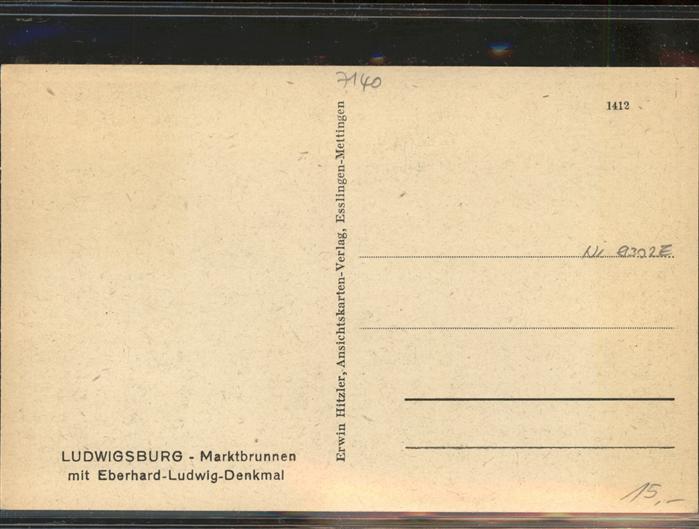 7140
1412
Erwin Hitzler, Ansichtskarten-Verlag, Esslingen-Mettingen
LUDWIGSBURG - Marktbrunnen
mit Eberhard-Ludwig-Denkmal
15,-